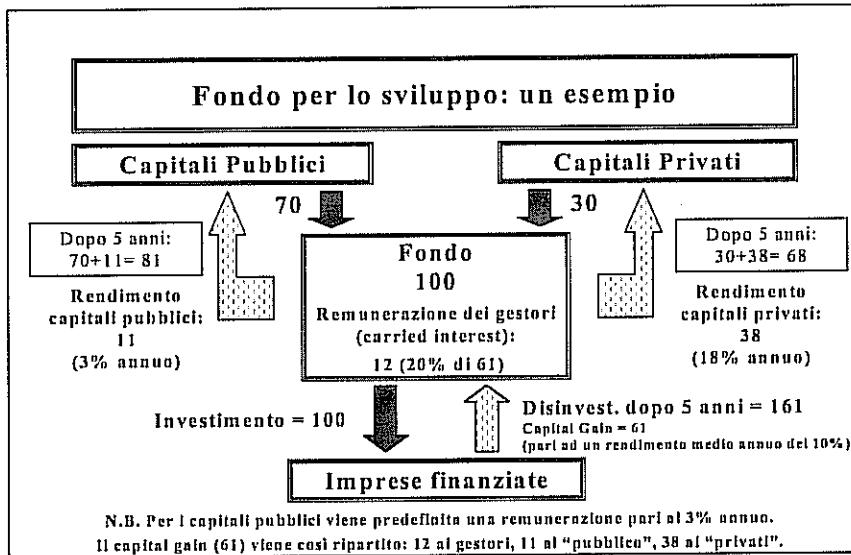 Fondo per lo sviluppo: un esempio
Capitali Pubblici
Capitali Privati
70
30
Dopo 5 anni:
70+11= 81
Rendimento
capitali pubblici:
11
(3% annuo)
Fondo
100
Remunerazione dei gestori
(carried interest):
12 (20% di 61)
Dopo 5 anni:
30+38= 68
Rendimento
capitali privati:
38
(18% annuo)
Investimento = 100
Disinvest. dopo 5 anni = 161
Capital Gain = 61
(pari ad un rendimento medio annuo del 10%)
Imprese finanziate
N.B. Per i capitali pubblici viene predefinita una remunerazione pari al 3% annuo.
Il capital gain (61) viene così ripartito: 12 ai gestori, 11 al "pubblico", 38 ai "privati".